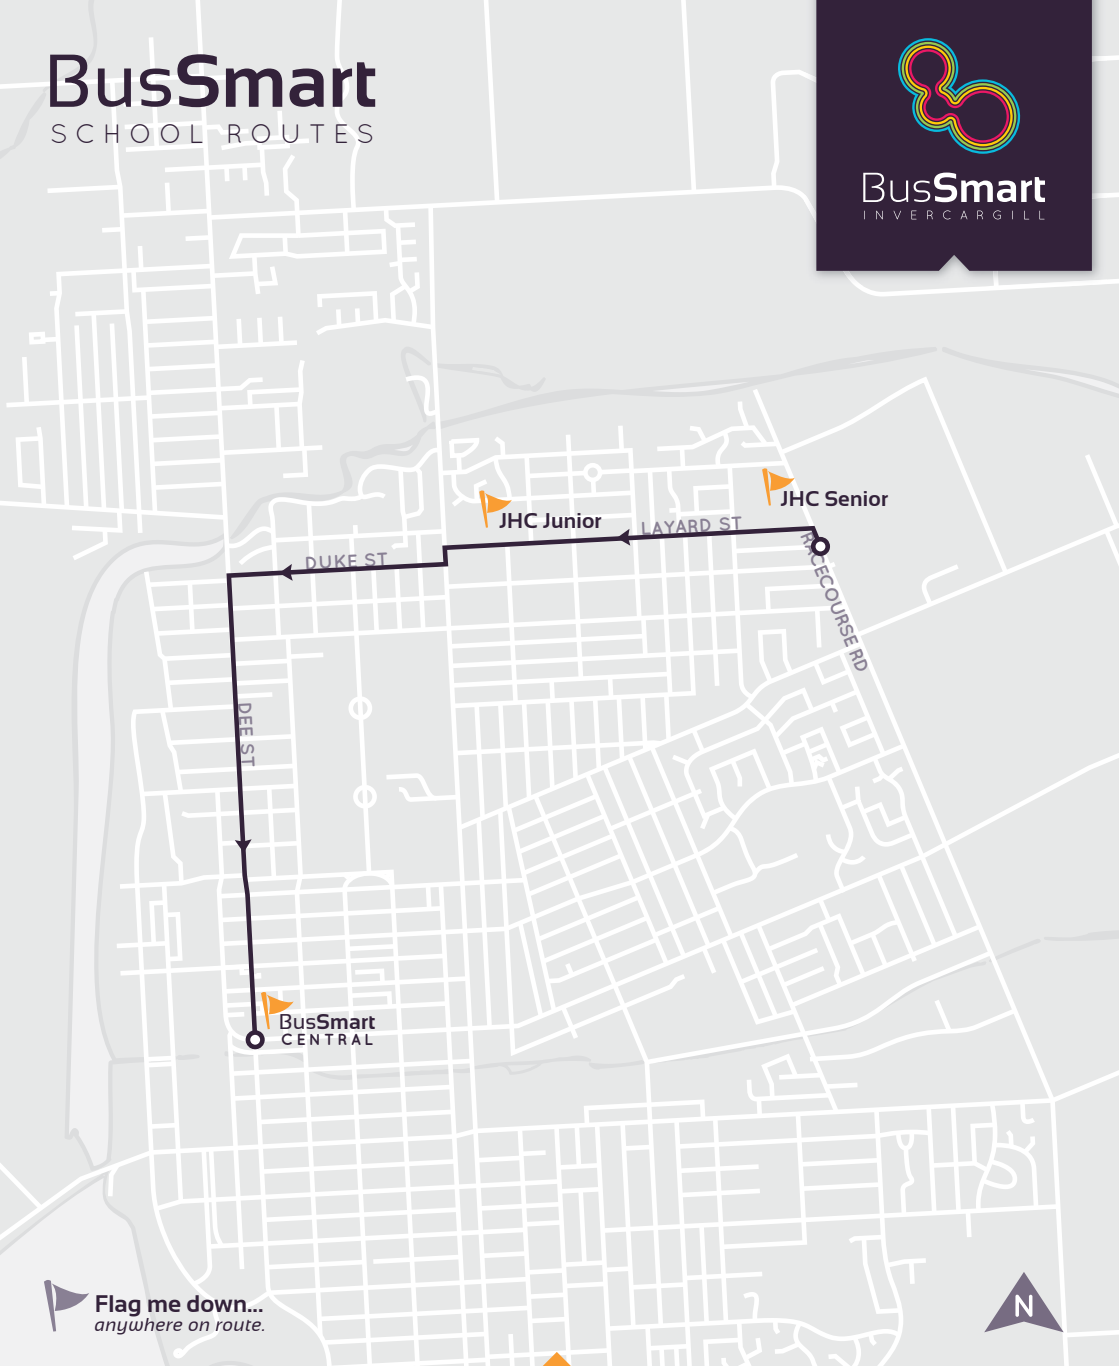 BusSmart
SCHOOL ROUTES
BusSmart
INVERCARGILL
JHC Senior
JHC Junior
LAYARD ST
RACECOURSE RD
DUKE ST
DEE ST
BusSmart
CENTRAL
Flag me down...
anywhere on route.
N